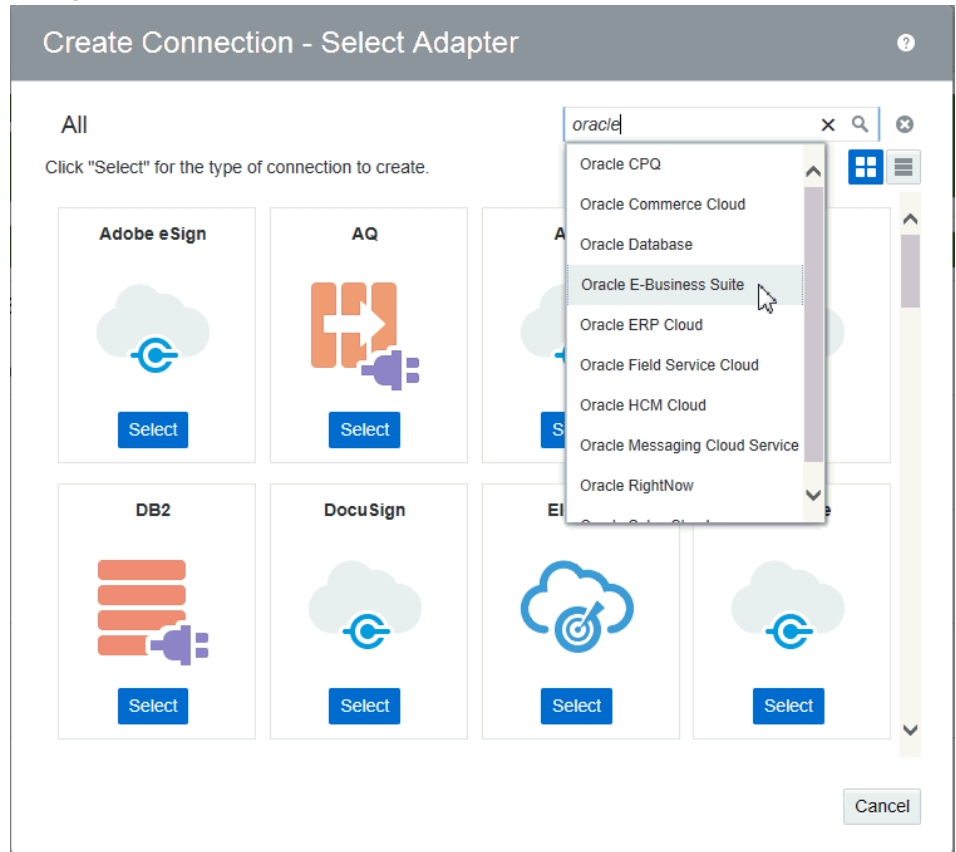 Create Connection - Select Adapter
All
oracle
Click "Select" for the type of connection to create.
Oracle CPQ
Oracle Commerce Cloud
Oracle Database
Oracle E-Business Suite
Oracle ERP Cloud
Oracle Field Service Cloud
Oracle HCM Cloud
Oracle Messaging Cloud Service
Oracle RightNow
Adobe eSign
AQ
Select
Select
DB2
DocuSign
Select
Select
Select
Select
Cancel